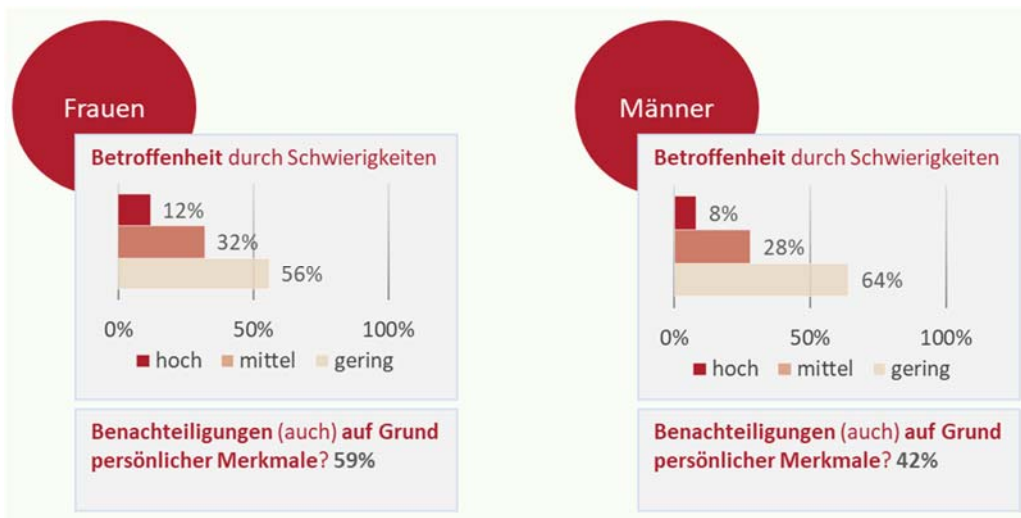 Frauen
Betroffenheit durch Schwierigkeiten
12%
32%
56%
0% 50% 100%
hoch mittel gering
Benachteiligungen (auch) auf Grund
persönlicher Merkmale? 59%
Männer
Betroffenheit durch Schwierigkeiten
8%
28%
64%
0% 50% 100%
hoch mittel gering
Benachteiligungen (auch) auf Grund
persönlicher Merkmale? 42%